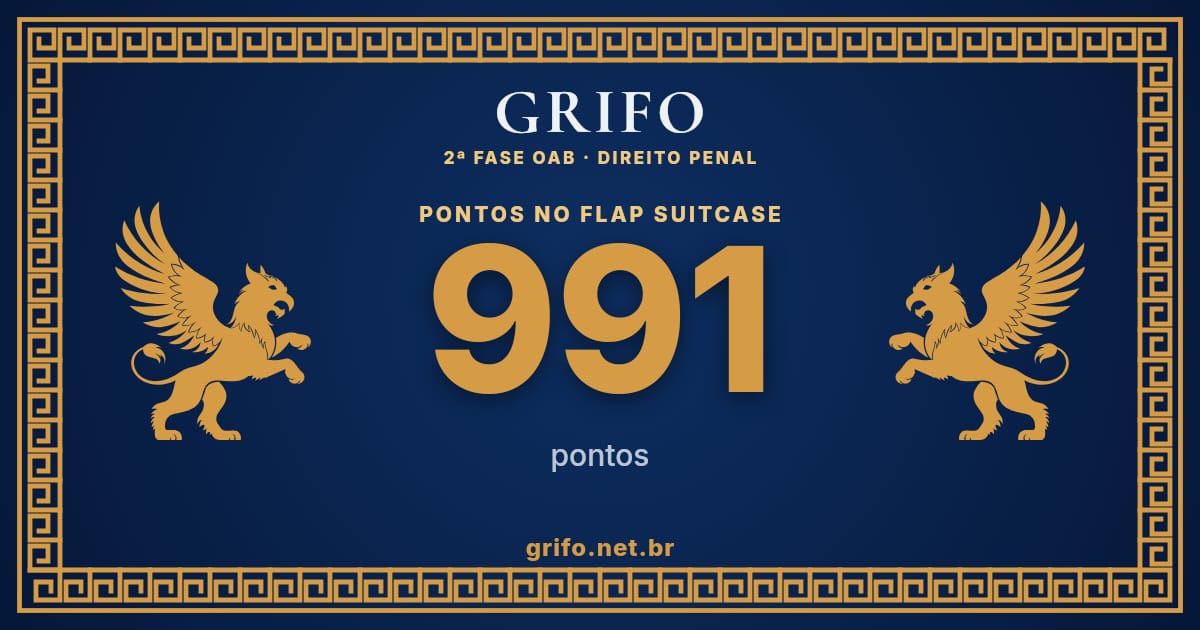 GRIFO
2ª FASE OAB · DIREITO PENAL
PONTOS NO FLAP SUITCASE
991
pontos
grifo.net.br